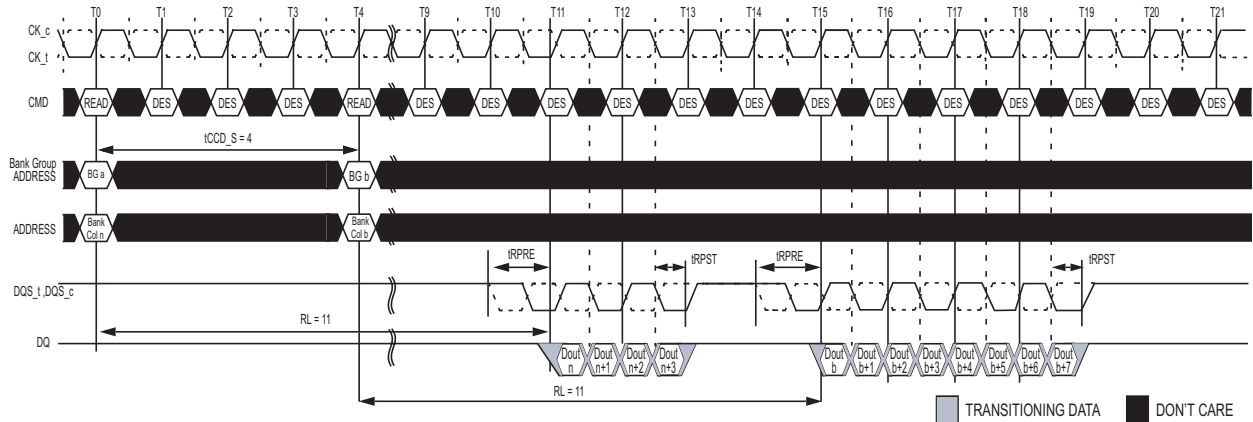 T0 T1 T2 T3 T4 T9 T10 T11 T12 T13 T14 T15 T16 T17 T18 T19 T20 T21
CK_c
CK_t
CMD READ DES DES DES READ DES DES DES DES DES DES DES DES DES DES DES DES DES
tCCD_S = 4
Bank Group
ADDRESS BG a BG b
ADDRESS Bank Col n Bank Col b
tRPRE tRPST tRPRE tRPST
DQS_t ,DQS_c
RL = 11
DQ
Dout n Dout n+1 Dout n+2 Dout n+3 Dout b Dout b+1 Dout b+2 Dout b+3 Dout b+4 Dout b+5 Dout b+6 Dout b+7
RL = 11
TRANSITIONING DATA DON'T CARE